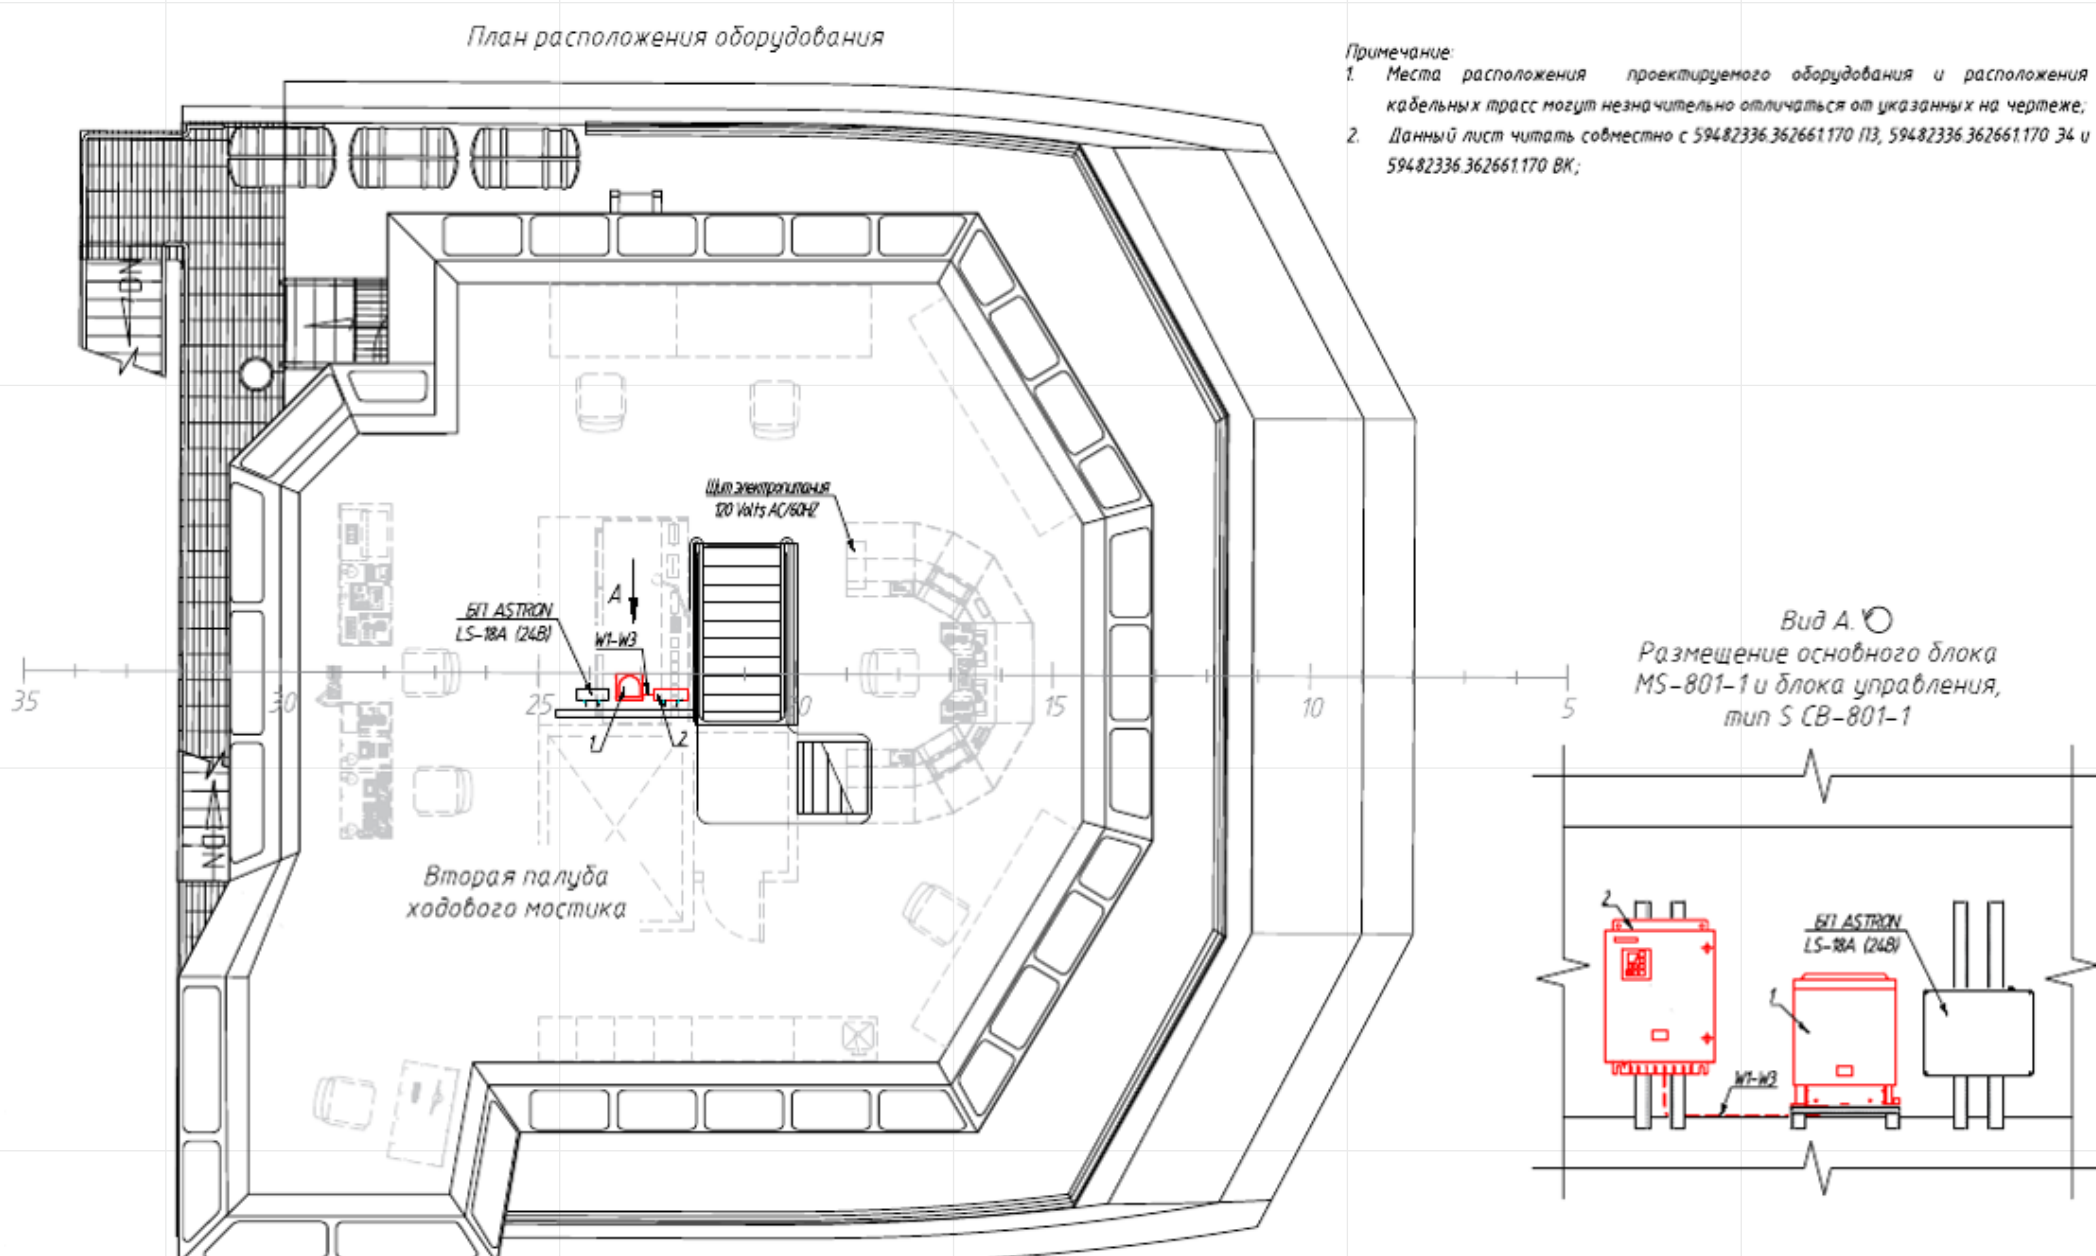 План расположения оборудования
Примечание:
1. Места расположения проектируемого оборудования и расположения
кабельных трасс могут незначительно отличаться от указанных на чертеже;
2. Данный лист читать совместно с 59482336.362661.170 ПЗ, 59482336.362661.170 Э4 и
59482336.362661.170 ВК;
DN
Щит электропитания
120 Volts AC/60HZ
А
БП ASTRON
LS-18A (24В)
W1-W3
35
30
25
20
15
10
5
1
2
DN
Вторая палуба
ходового мостика
Вид А.
Размещение основного блока
MS-801-1 и блока управления,
тип S CB-801-1
2
БП ASTRON
LS-18A (24В)
1
W1-W3